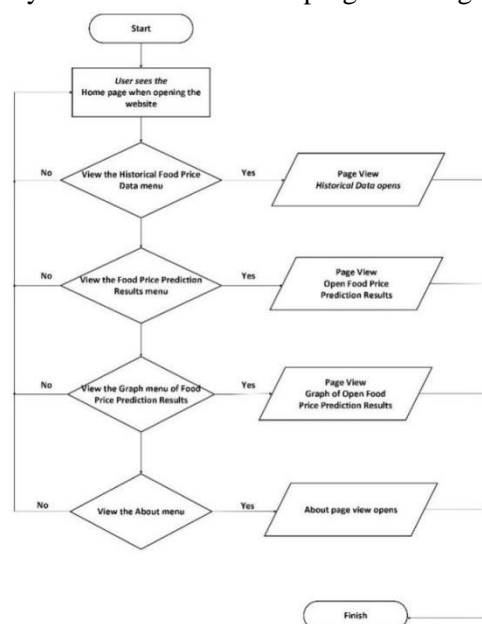 Start
User sees the
Home page when opening the
website
No
View the Historical Food Price
Data menu
Yes
Page View
Historical Data opens
No
View the Food Price Prediction
Results menu
Yes
Page View
Open Food Price
Prediction Results
No
View the Graph menu of Food
Price Prediction Results
Yes
Page View
Graph of Open Food
Price Prediction Results
No
View the About menu
Yes
About page view opens
Finish